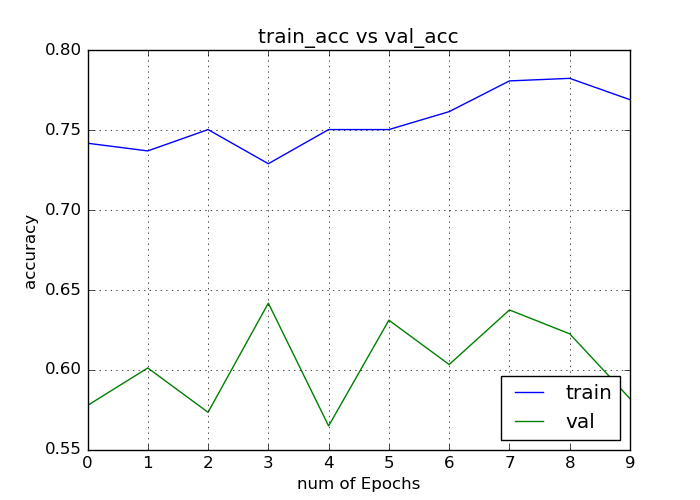 train_acc vs val_acc
0.80
0.75
0.70
0.65
0.60
0.55
accuracy
0 1 2 3 4 5 6 7 8 9
num of Epochs
train
val